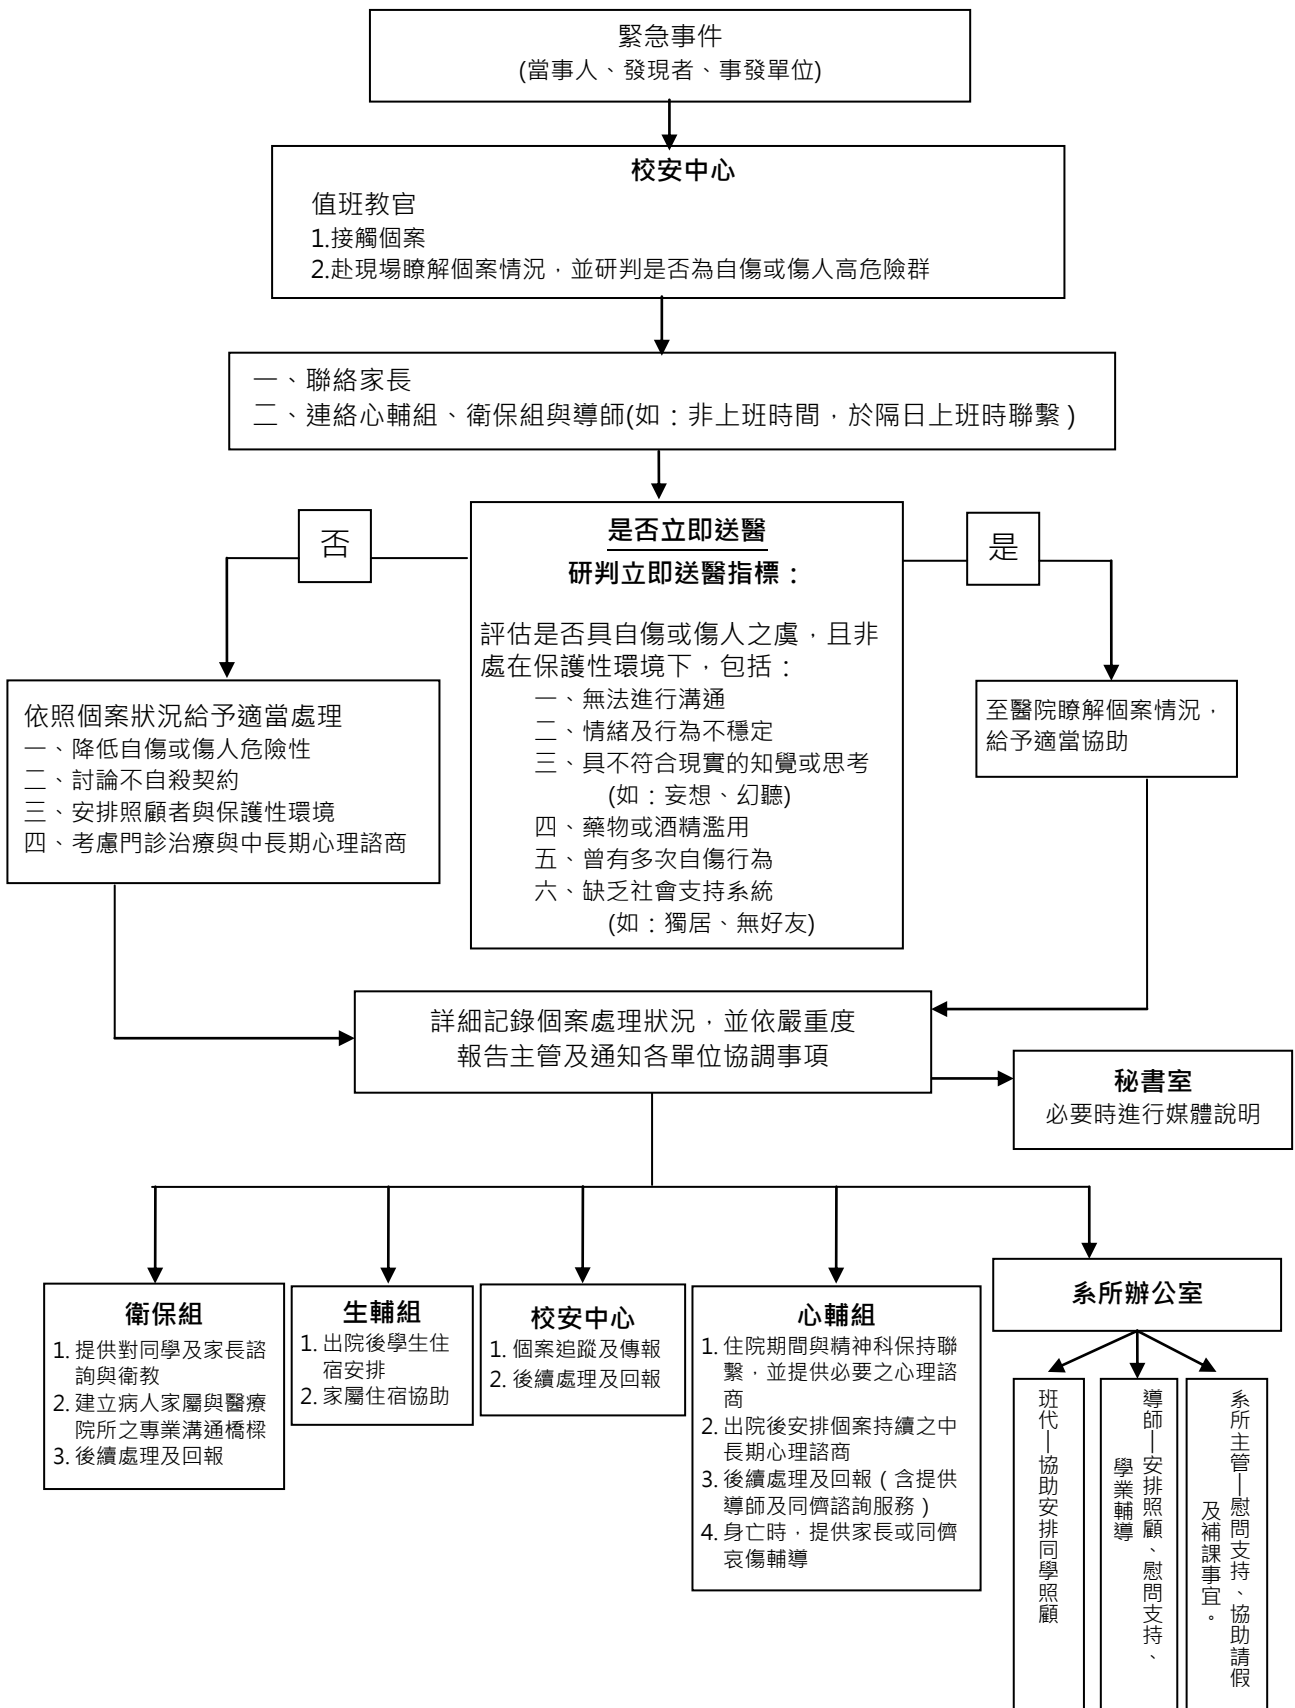 緊急事件
(當事人、發現者、事發單位)
校安中心
值班教官
1.接觸個案
2.赴現場瞭解個案情況，並研判是否為自傷或傷人高危險群
一、聯絡家長
二、連絡心輔組、衛保組與導師(如：非上班時間，於隔日上班時聯繫)
否
是否立即送醫
研判立即送醫指標：
評估是否具自傷或傷人之虞，且非
處在保護性環境下，包括：
一、無法進行溝通
二、情緒及行為不穩定
三、具不符合現實的知覺或思考
(如：妄想、幻聽)
四、藥物或酒精濫用
五、曾有多次自傷行為
六、缺乏社會支持系統
(如：獨居、無好友)
是
依照個案狀況給予適當處理
一、降低自傷或傷人危險性
二、討論不自殺契約
三、安排照顧者與保護性環境
四、考慮門診治療與中長期心理諮商
至醫院瞭解個案情況，
給予適當協助
詳細記錄個案處理狀況，並依嚴重度
報告主管及通知各單位協調事項
秘書室
必要時進行媒體說明
衛保組
1. 提供對同學及家長諮
詢與衛教
2. 建立病人家屬與醫療
院所之專業溝通橋樑
3. 後續處理及回報
生輔組
1. 出院後學生住
宿安排
2. 家屬住宿協助
校安中心
1. 個案追蹤及傳報
2. 後續處理及回報
心輔組
1. 住院期間與精神科保持聯
繫，並提供必要之心理諮
商
2. 出院後安排個案持續之中
長期心理諮商
3. 後續處理及回報（含提供
導師及同儕諮詢服務）
4. 身亡時，提供家長或同儕
哀傷輔導
系所辦公室
班代—協助安排同學照顧
導師—安排照顧、慰問支持、
學業輔導
系所主管—慰問支持、協助請假
及補課事宜。